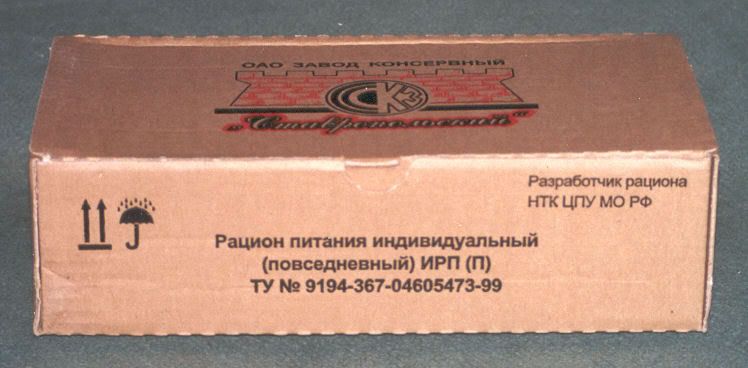 ОАО ЗАВОД КОНСЕРВНЫЙ
СКЗ
„Ставропольский"
Разработчик рациона
НТК ЦПУ МО РФ
Рацион питания индивидуальный
(повседневный) ИРП (П)
ТУ № 9194-367-04605473-99